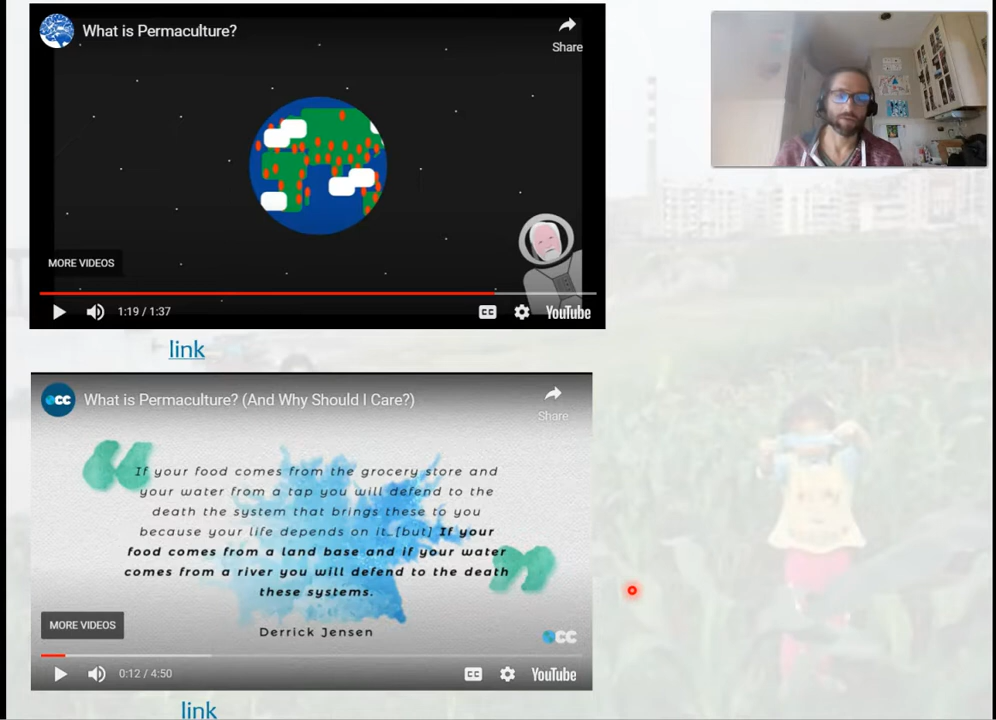 What is Permaculture?
Share
MORE VIDEOS
1:19 / 1:37
CC
YouTube
link
CC
What is Permaculture? (And Why Should I Care?)
Share
If your food comes from the grocery store and
your water from a tap you will defend to the
death the system that brings these to you
because your life depends on it...[but] If your
food comes from a land base and if your water
comes from a river you will defend to the death
these systems.
Derrick Jensen
MORE VIDEOS
CC
0:12 / 4:50
CC
YouTube
link